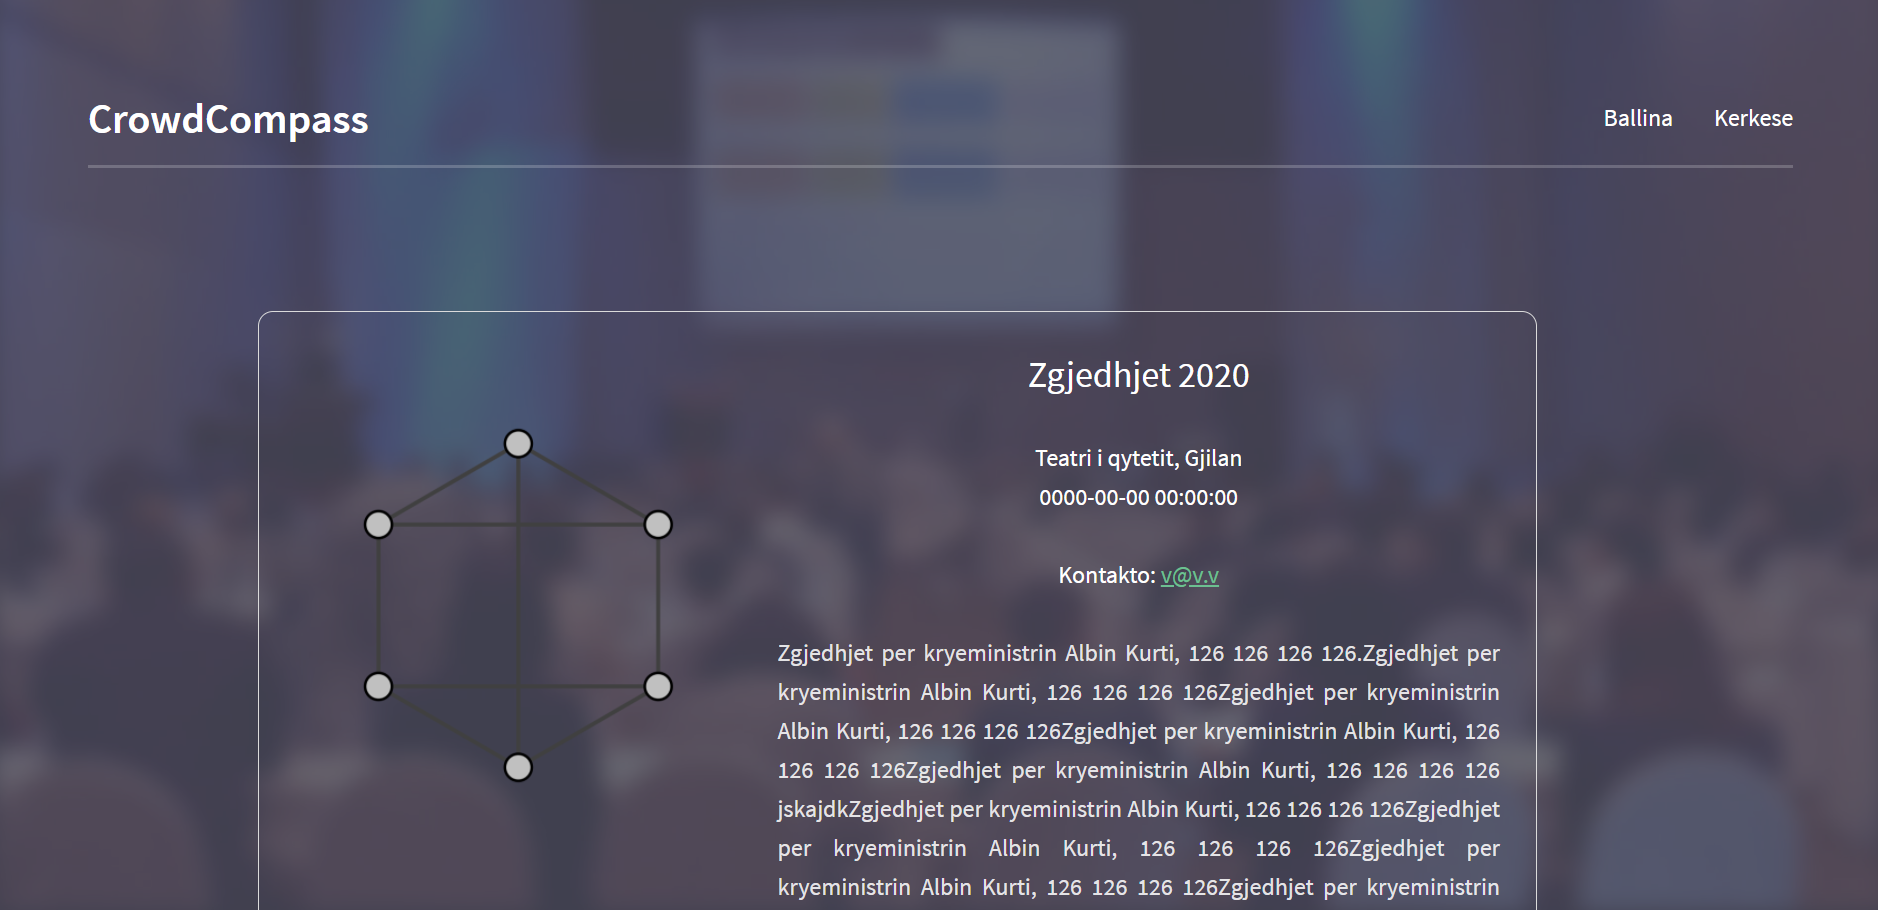 CrowdCompass
Ballina Kerkese
Zgjedhjet 2020
Teatri i qytetit, Gjilan
0000-00-00 00:00:00
Kontakto: v@v.v
Zgjedhjet per kryeministrin Albin Kurti, 126 126 126 126.Zgjedhjet per
kryeministrin Albin Kurti, 126 126 126 126Zgjedhjet per kryeministrin
Albin Kurti, 126 126 126 126Zgjedhjet per kryeministrin Albin Kurti, 126
126 126 126Zgjedhjet per kryeministrin Albin Kurti, 126 126 126 126
jskajdkZgjedhjet per kryeministrin Albin Kurti, 126 126 126 126Zgjedhjet
per kryeministrin Albin Kurti, 126 126 126 126Zgjedhjet per
kryeministrin Albin Kurti, 126 126 126 126Zgjedhjet per kryeministrin